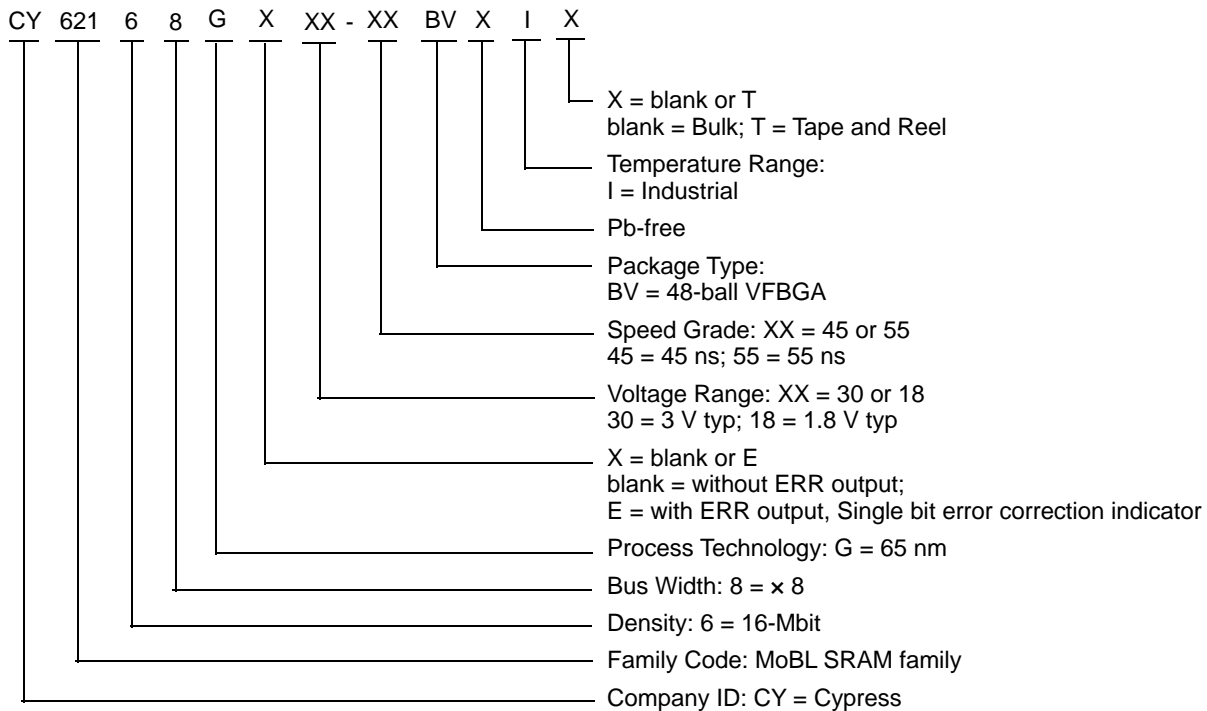 CY 621 6 8 G X XX - XX BV X I X
X = blank or T
blank = Bulk; T = Tape and Reel
Temperature Range:
I = Industrial
Pb-free
Package Type:
BV = 48-ball VFBGA
Speed Grade: XX = 45 or 55
45 = 45 ns; 55 = 55 ns
Voltage Range: XX = 30 or 18
30 = 3 V typ; 18 = 1.8 V typ
X = blank or E
blank = without ERR output;
E = with ERR output, Single bit error correction indicator
Process Technology: G = 65 nm
Bus Width: 8 = × 8
Density: 6 = 16-Mbit
Family Code: MoBL SRAM family
Company ID: CY = Cypress